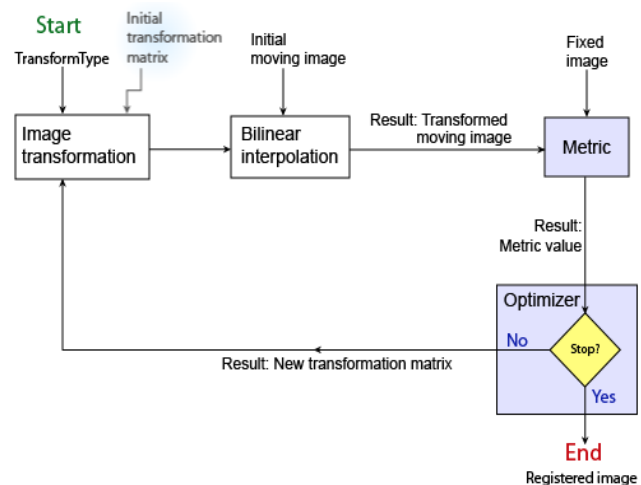 Start
TransformType
Initial
transformation
matrix
Initial
moving image
Fixed
image
Image
transformation
Bilinear
interpolation
Result: Transformed
moving image
Metric
Result:
Metric value
Optimizer
Stop?
No
Result: New transformation matrix
Yes
End
Registered image